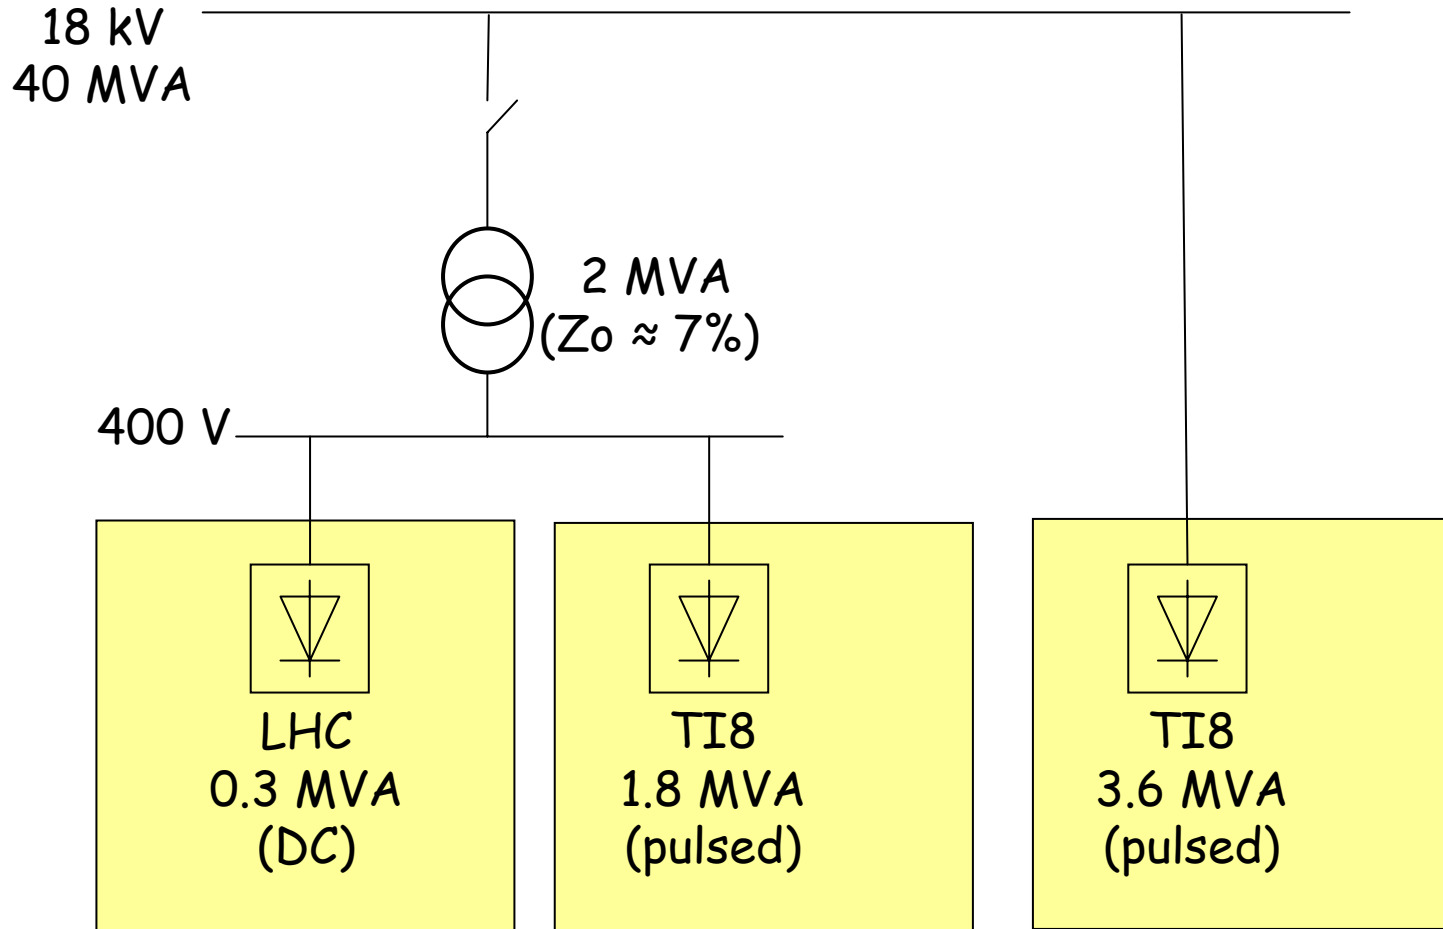 18 kV
40 MVA
2 MVA
(Zo ≈ 7%)
400 V
LHC
0.3 MVA
(DC)
TI8
1.8 MVA
(pulsed)
TI8
3.6 MVA
(pulsed)